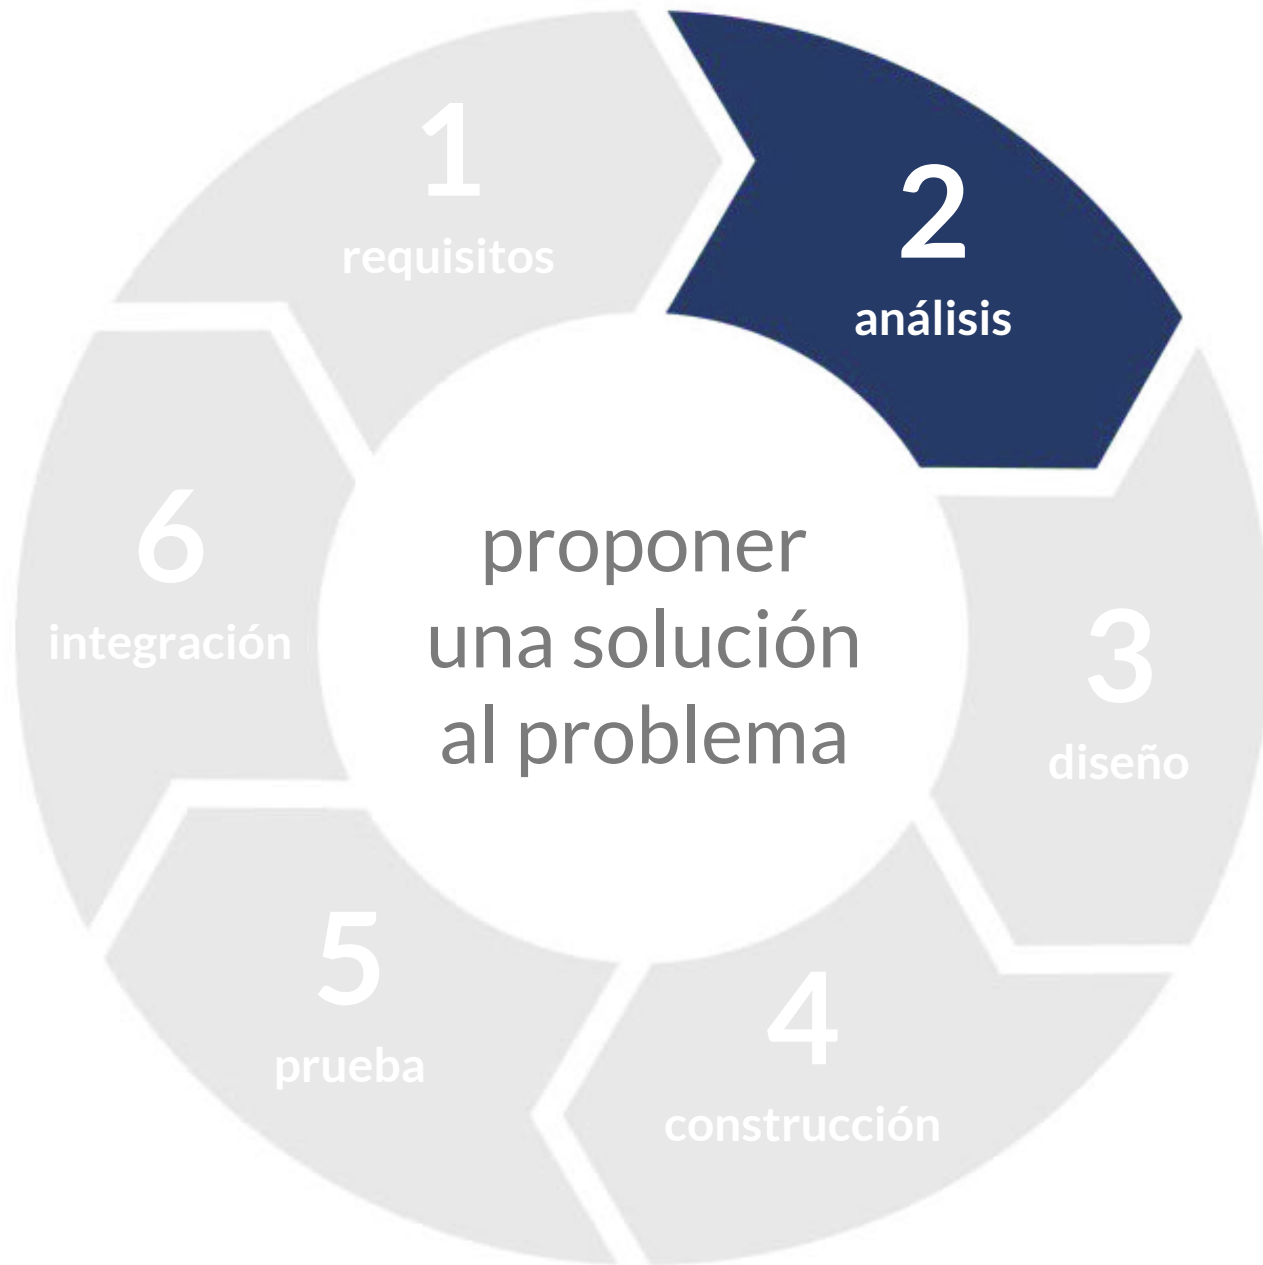 1
requisitos
2
análisis
3
diseño
4
construcción
5
prueba
6
integración
proponer
una solución
al problema